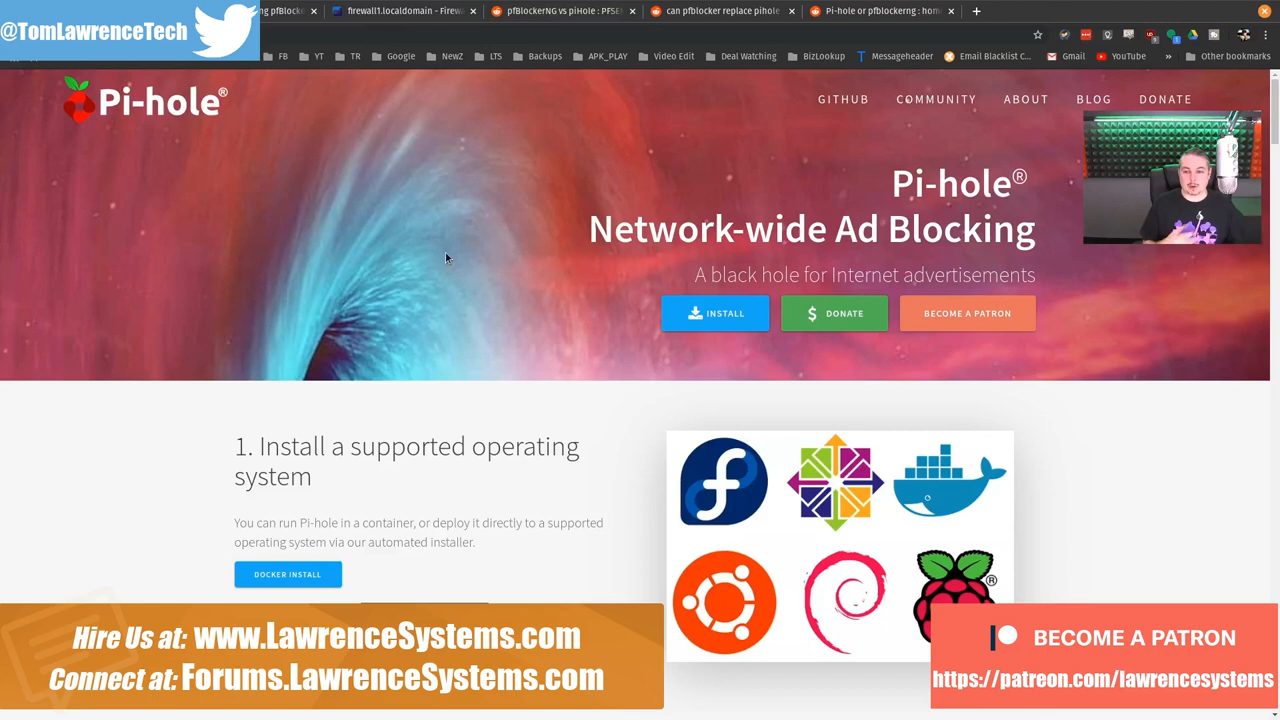 @TomLawrenceTech
ng pfblocke
firewall1.localdomain - Firew
pfBlockerNG vs piHole : PFSE
can pfblocker replace pihole -
Pi-hole or pfblockerng : hom
FB
YT
TR
Google
NewZ
LTS
Backups
APK_PLAY
Video Edit
Deal Watching
BizLookup
Messageheader
Email Blacklist C...
Gmail
YouTube
»
Other bookmarks
Pi-hole®
GITHUB
COMMUNITY
ABOUT
BLOG
DONATE
Pi-hole®
Network-wide Ad Blocking
A black hole for Internet advertisements
INSTALL
$ DONATE
BECOME A PATRON
1. Install a supported operating
system
You can run Pi-hole in a container, or deploy it directly to a supported
operating system via our automated installer.
DOCKER INSTALL
Hire Us at: www.LawrenceSystems.com
Connect at: Forums.LawrenceSystems.com
BECOME A PATRON
https://patreon.com/lawrencesystems